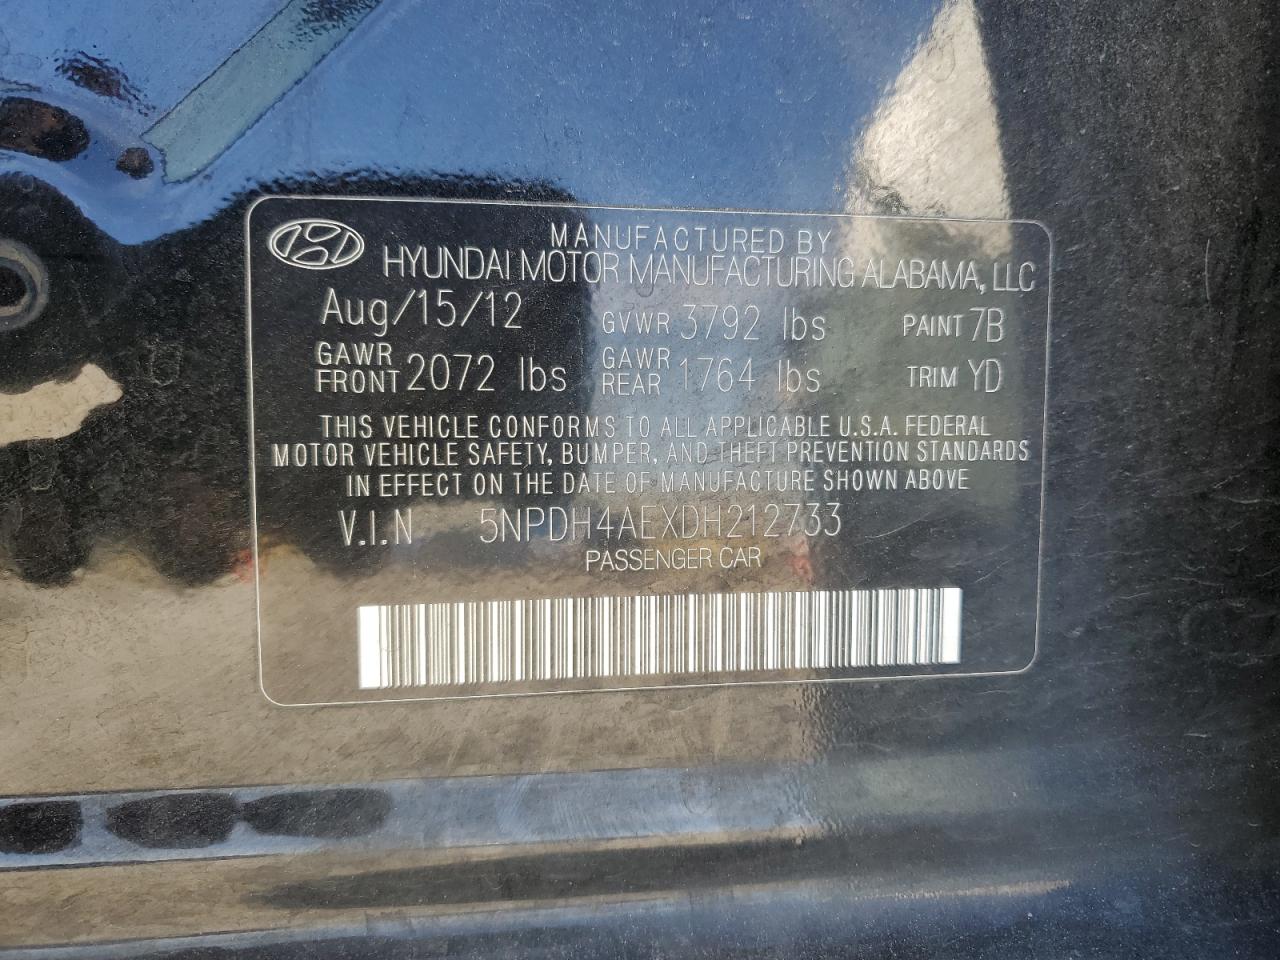 MANUFACTURED BY
HYUNDAI MOTOR MANUFACTURING ALABAMA, LLC
Aug/15/12 GVWR 3792 lbs PAINT 7B
GAWR FRONT 2072 lbs GAWR REAR 1764 lbs TRIM YD
THIS VEHICLE CONFORMS TO ALL APPLICABLE U.S.A. FEDERAL
MOTOR VEHICLE SAFETY, BUMPER, AND THEFT PREVENTION STANDARDS
IN EFFECT ON THE DATE OF MANUFACTURE SHOWN ABOVE
V.I.N 5NPDH4AEXDH212733
PASSENGER CAR